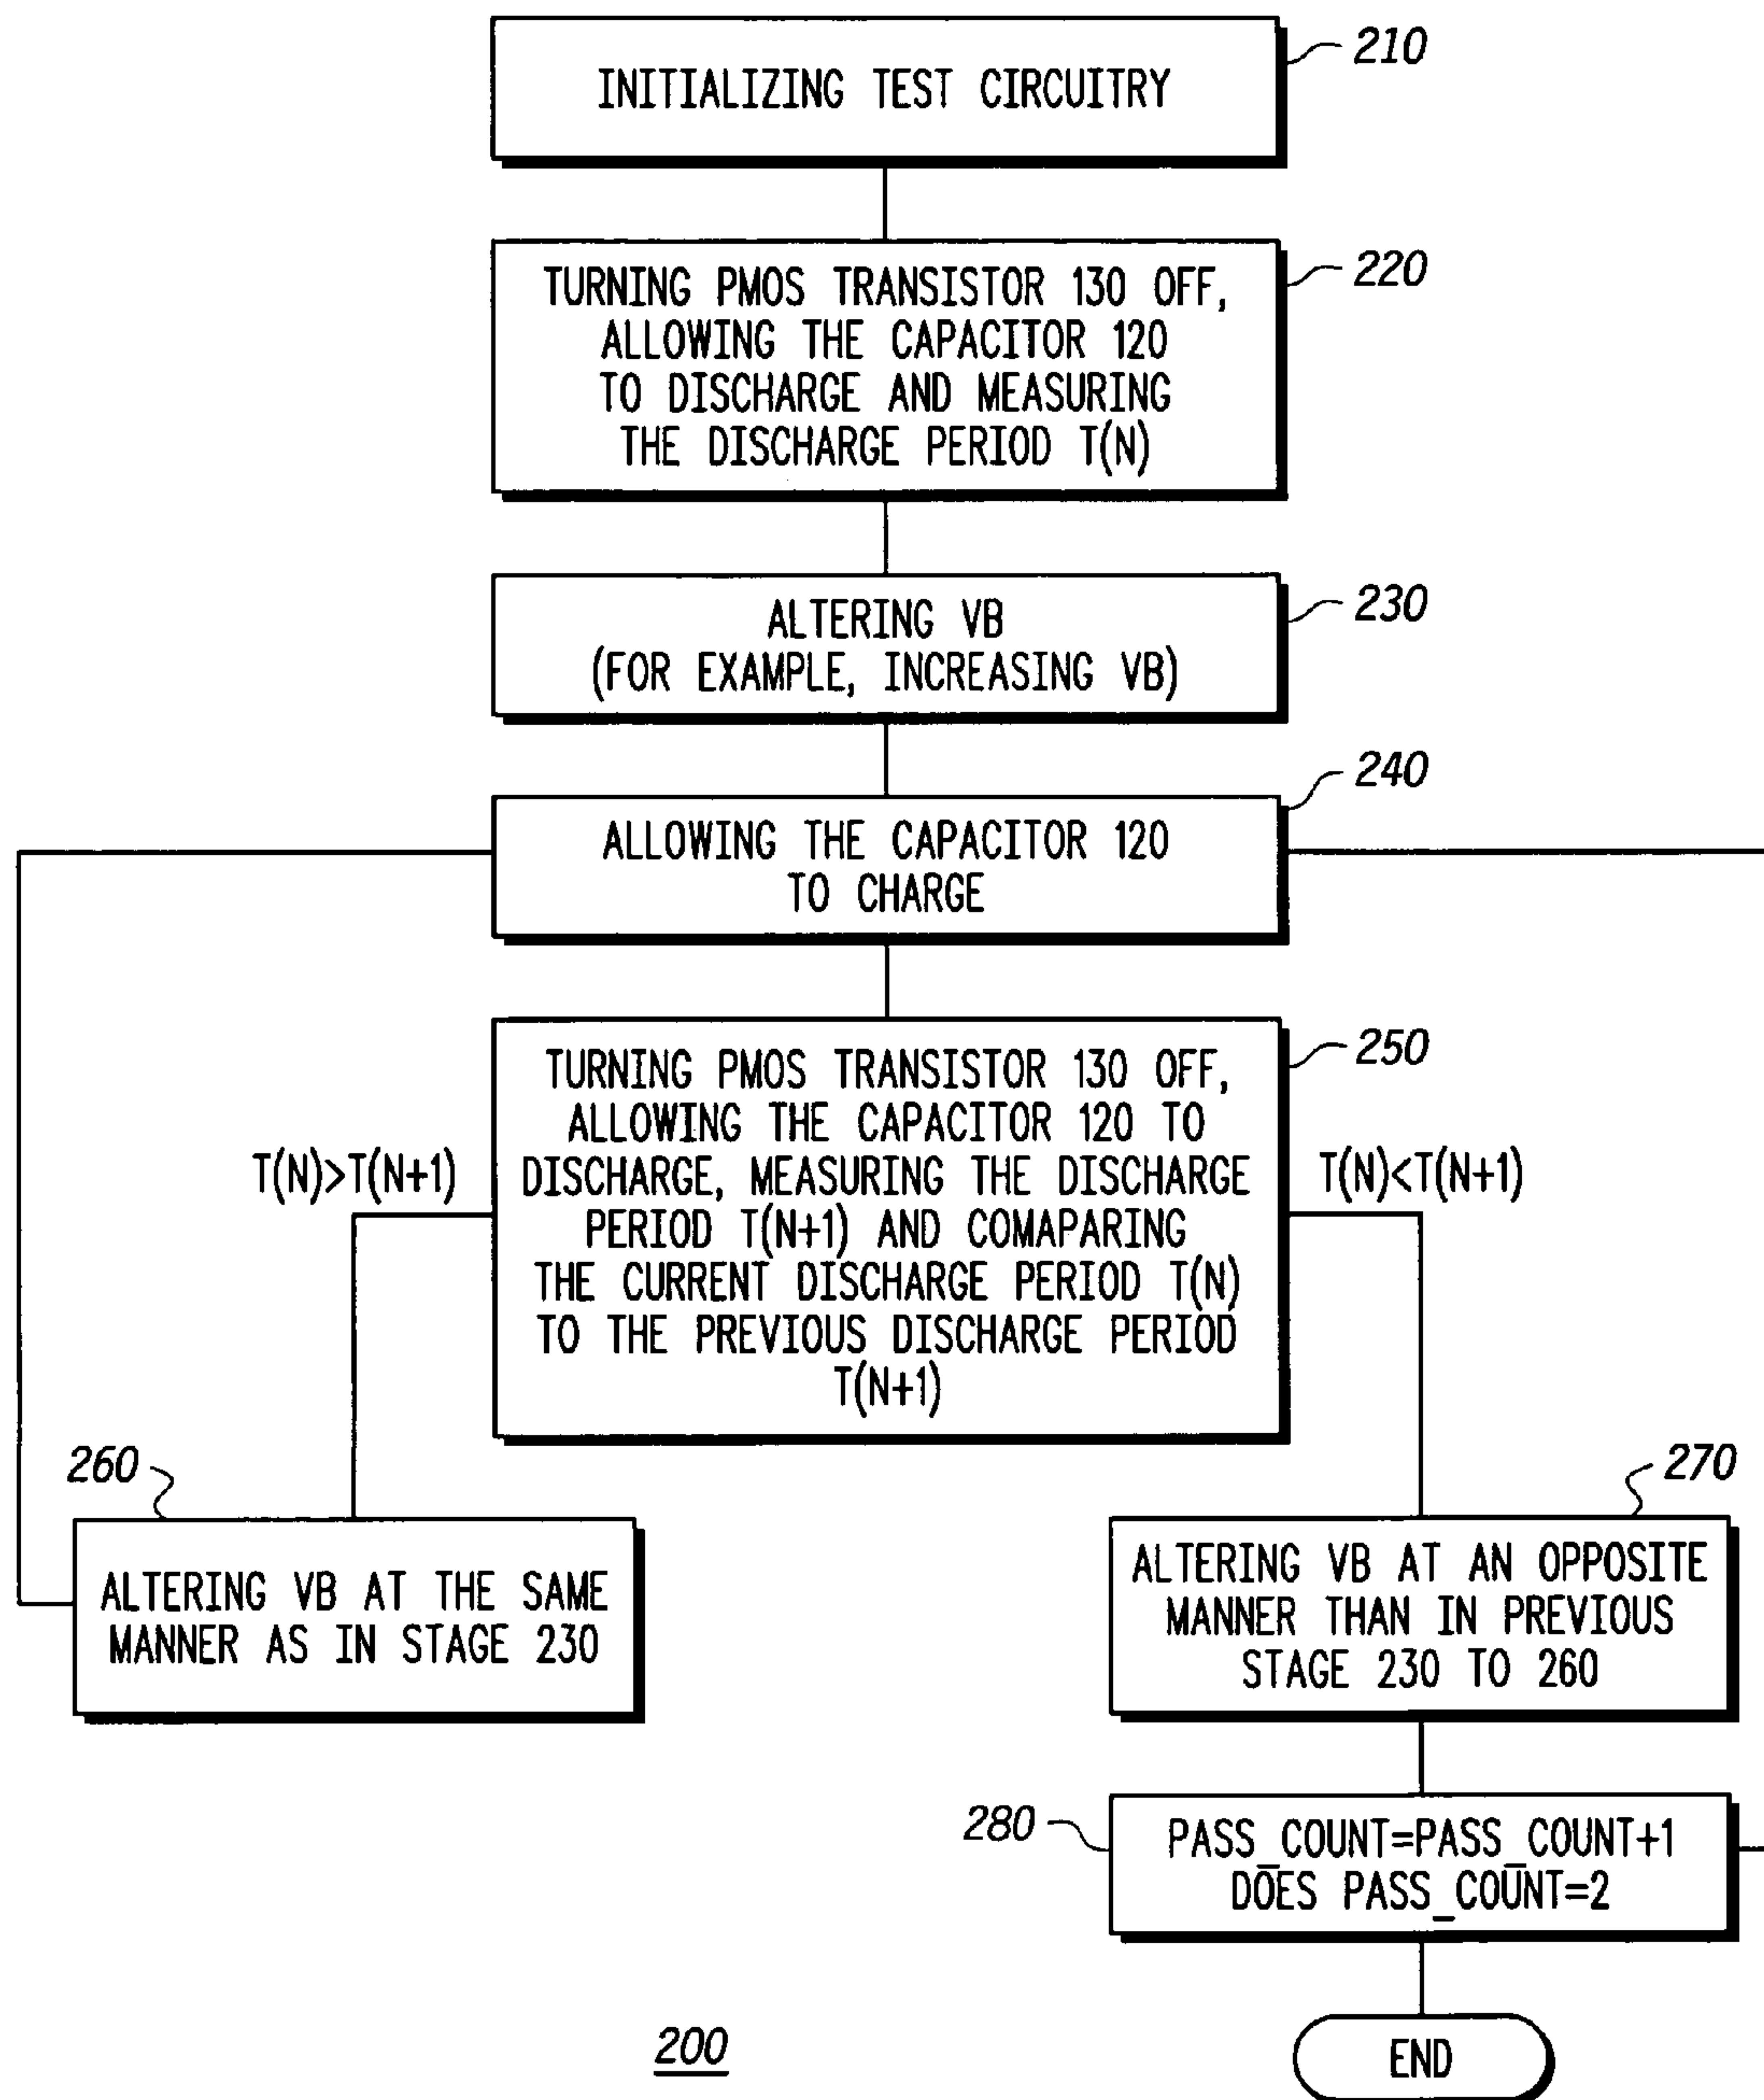 210
INITIALIZING TEST CIRCUITRY
220
TURNING PMOS TRANSISTOR 130 OFF,
ALLOWING THE CAPACITOR 120
TO DISCHARGE AND MEASURING
THE DISCHARGE PERIOD T(N)
230
ALTERING VB
(FOR EXAMPLE, INCREASING VB)
240
ALLOWING THE CAPACITOR 120
TO CHARGE
250
TURNING PMOS TRANSISTOR 130 OFF,
ALLOWING THE CAPACITOR 120 TO
DISCHARGE, MEASURING THE DISCHARGE
PERIOD T(N+1) AND COMAPARING
THE CURRENT DISCHARGE PERIOD T(N)
TO THE PREVIOUS DISCHARGE PERIOD
T(N+1)
T(N)>T(N+1)
T(N)<T(N+1)
260
ALTERING VB AT THE SAME
MANNER AS IN STAGE 230
270
ALTERING VB AT AN OPPOSITE
MANNER THAN IN PREVIOUS
STAGE 230 TO 260
280
PASS_COUNT=PASS_COUNT+1
DOES PASS_COUNT=2
END
200